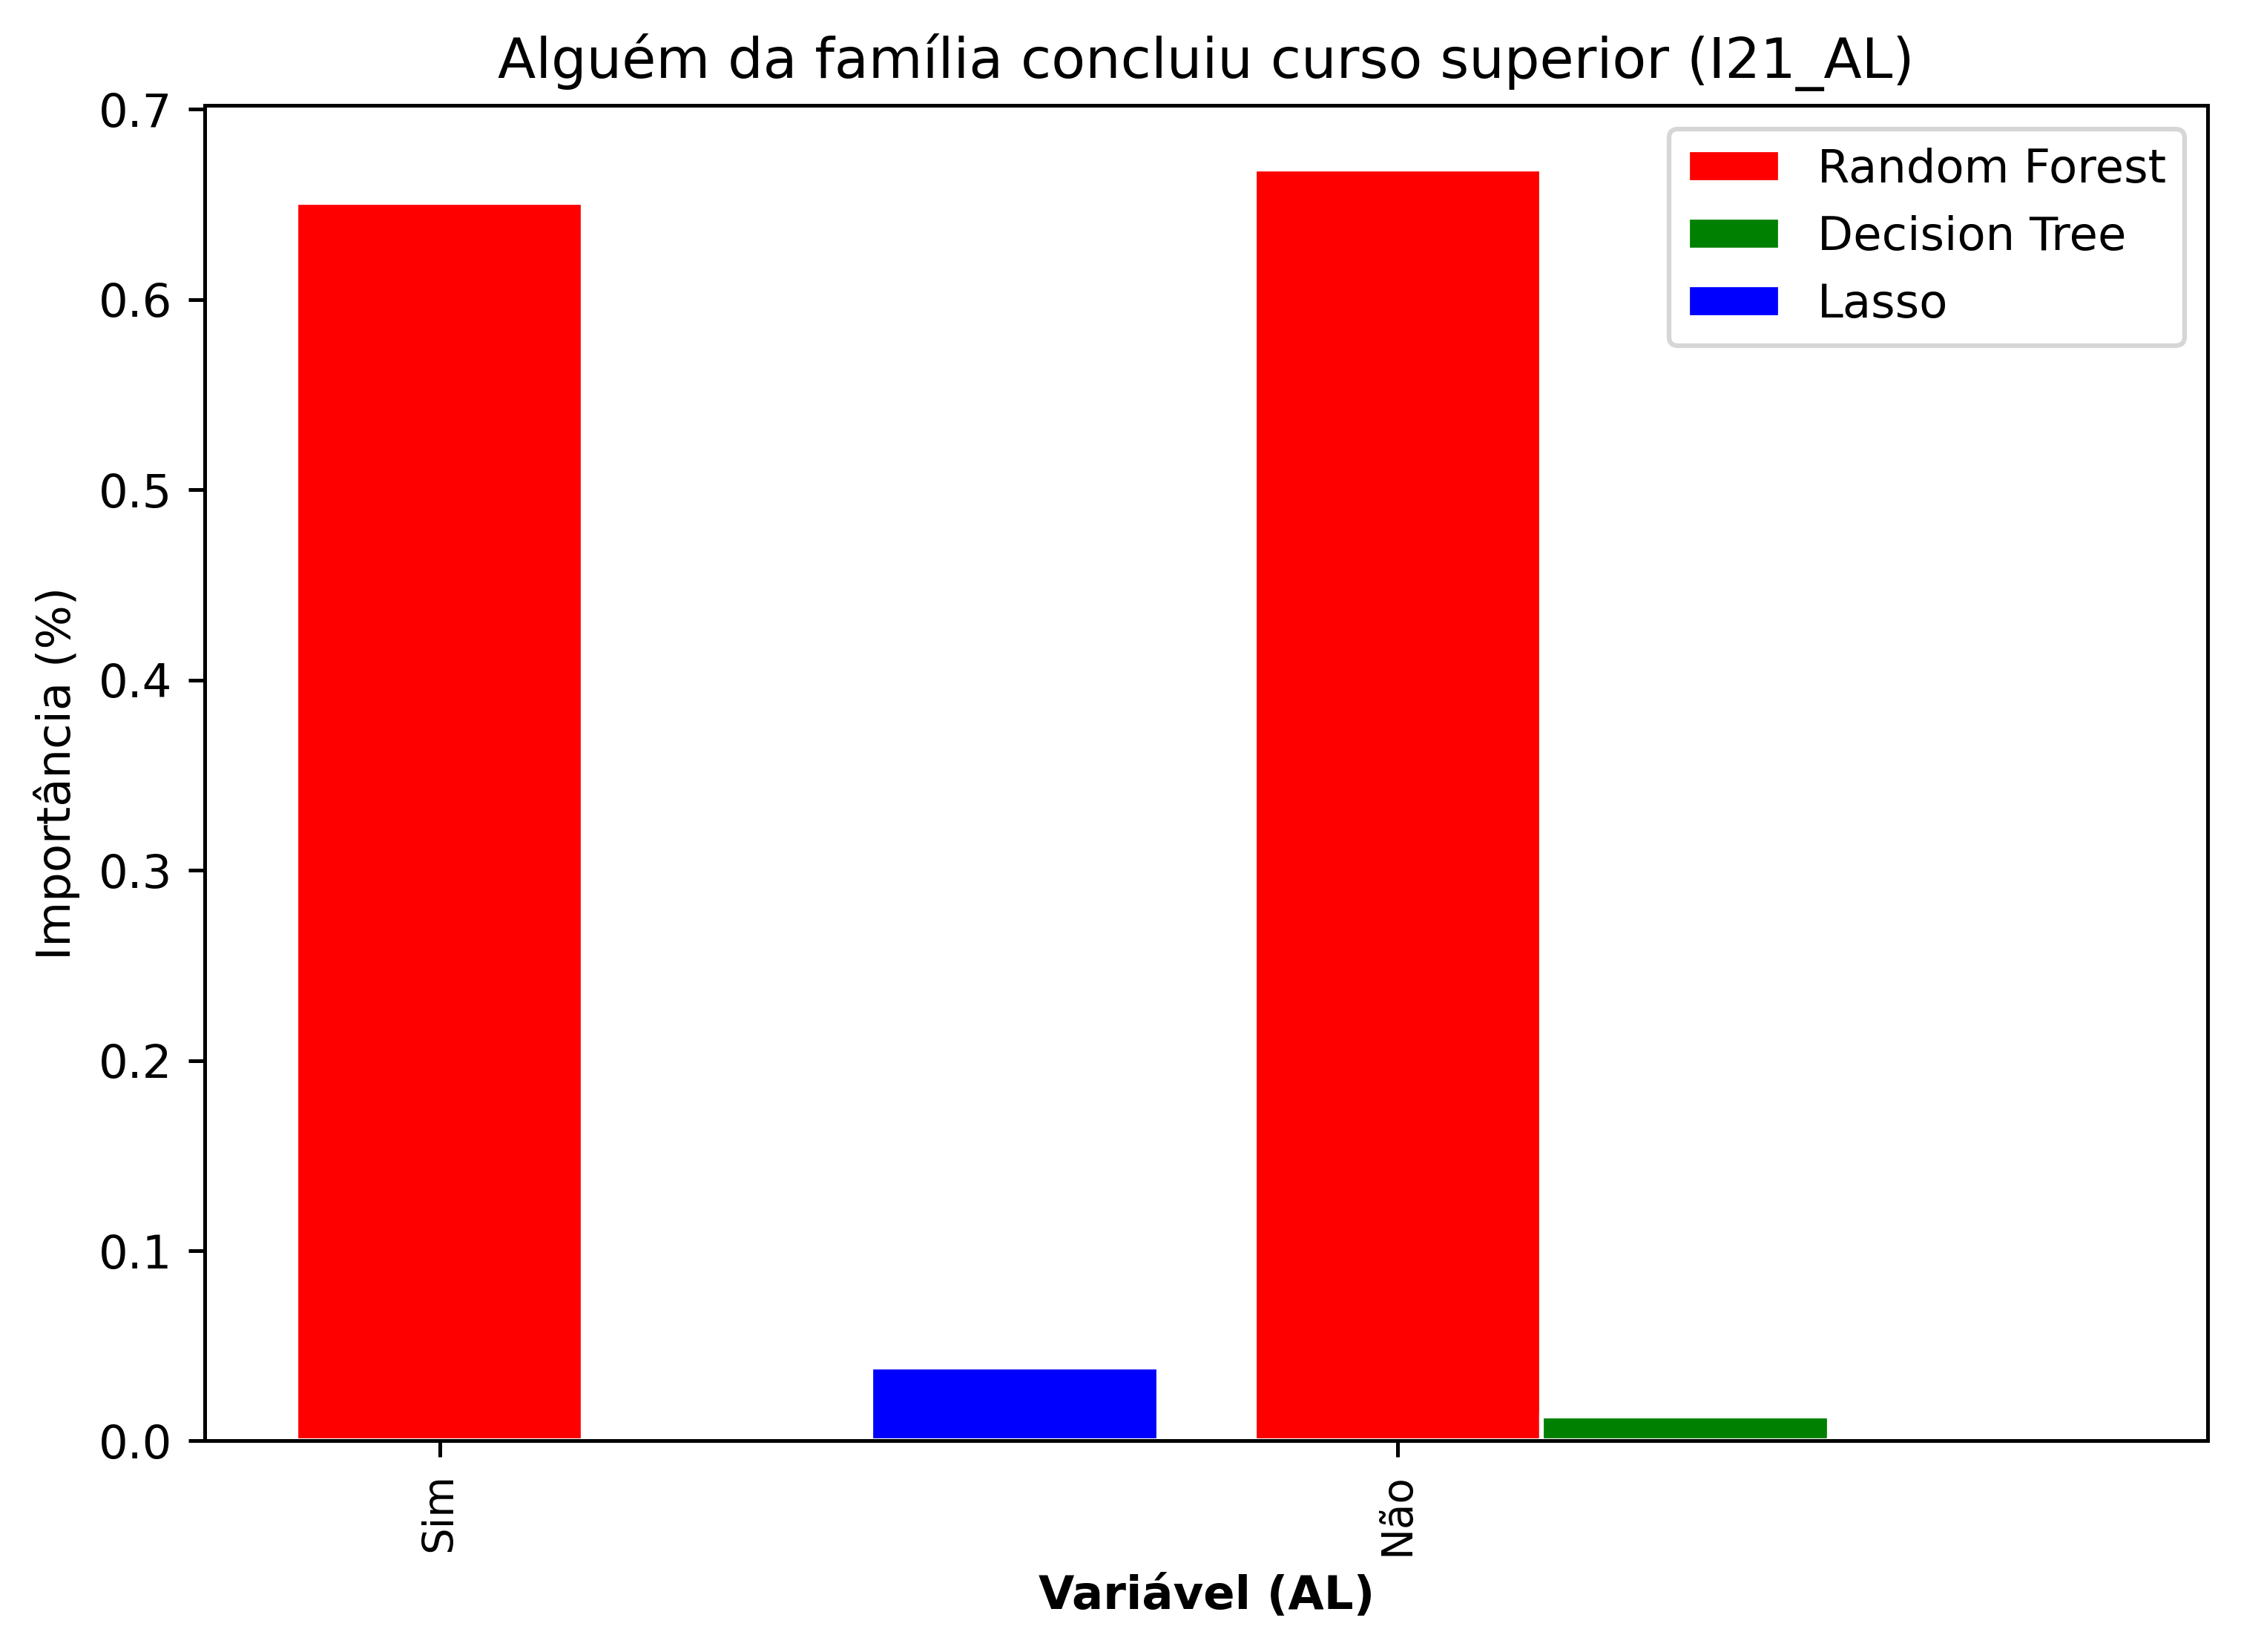 Alguém da família concluiu curso superior (I21_AL)
Importância (%)
0.7
0.6
0.5
0.4
0.3
0.2
0.1
0.0
Random Forest
Decision Tree
Lasso
Sim
Não
Variável (AL)